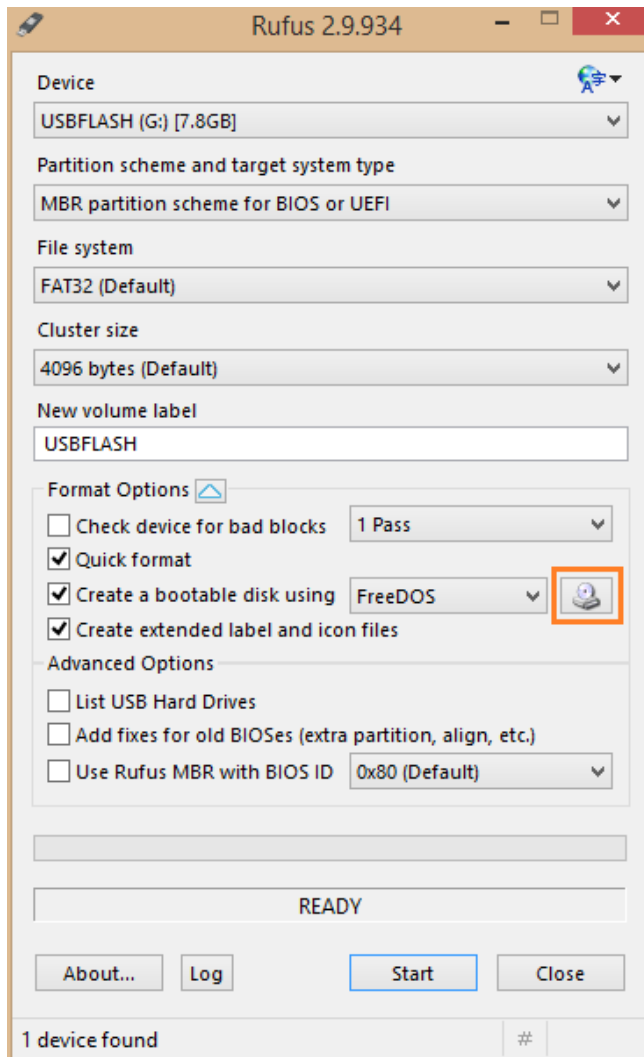 Rufus 2.9.934
Device
USBFLASH (G:) [7.8GB]
Partition scheme and target system type
MBR partition scheme for BIOS or UEFI
File system
FAT32 (Default)
Cluster size
4096 bytes (Default)
New volume label
USBFLASH
Format Options
Check device for bad blocks 1 Pass
Quick format
Create a bootable disk using FreeDOS
Create extended label and icon files
Advanced Options
List USB Hard Drives
Add fixes for old BIOSes (extra partition, align, etc.)
Use Rufus MBR with BIOS ID 0x80 (Default)
READY
About... Log Start Close
1 device found #